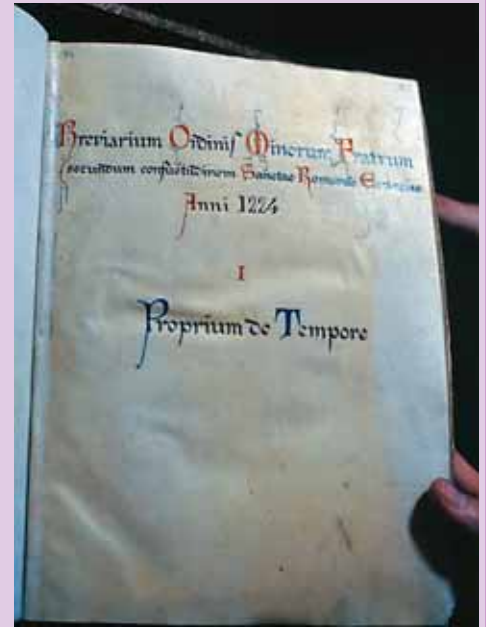 Breviarium Ordinis Minorum Fratrum
secundum consuetudinem Sanctae Romanae Ecclesiae
Anni 1224
I
Proprium de Tempore